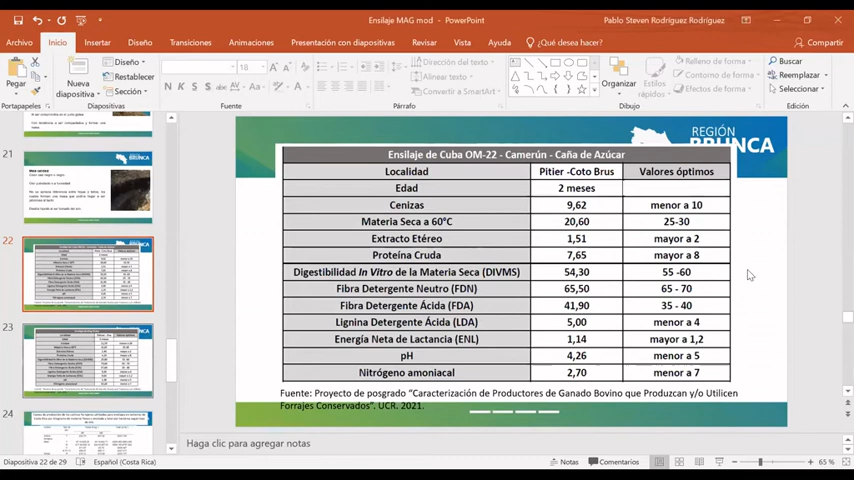 Ensilaje MAG mod - PowerPoint
Pablo Steven Rodríguez Rodríguez
Archivo Inicio Insertar Diseño Transiciones Animaciones Presentación con diapositivas Revisar Vista Ayuda ¿Qué desea hacer? Compartir
Pegar
Nueva diapositiva
Diseño
Restablecer
Sección
18
N K S
Dirección del texto
Alinear texto
Convertir a SmartArt
Organizar
Estilos rápidos
Relleno de forma
Contorno de forma
Efectos de forma
Buscar
Reemplazar
Seleccionar
Portapapeles Diapositivas Fuente Párrafo Dibujo Edición
21
22
23
24
REGIÓN
BRUNCA
Ensilaje de Cuba OM-22 - Camerún - Caña de Azúcar
Localidad Pitier -Coto Brus Valores óptimos
Edad 2 meses
Cenizas 9,62 menor a 10
Materia Seca a 60°C 20,60 25-30
Extracto Etéreo 1,51 mayor a 2
Proteína Cruda 7,65 mayor a 8
Digestibilidad In Vitro de la Materia Seca (DIVMS) 54,30 55 -60
Fibra Detergente Neutro (FDN) 65,50 65 - 70
Fibra Detergente Ácida (FDA) 41,90 35 - 40
Lignina Detergente Ácida (LDA) 5,00 menor a 4
Energía Neta de Lactancia (ENL) 1,14 mayor a 1,2
pH 4,26 menor a 5
Nitrógeno amoniacal 2,70 menor a 7
Fuente: Proyecto de posgrado "Caracterización de Productores de Ganado Bovino que Produzcan y/o Utilicen
Forrajes Conservados". UCR. 2021.
Haga clic para agregar notas
Diapositiva 22 de 29 Español (Costa Rica) Notas Comentarios 65 %